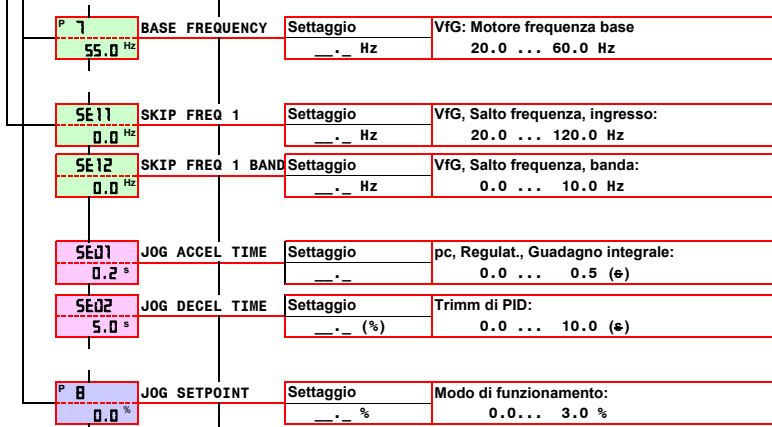 P 7 BASE FREQUENCY Settaggio VfG: Motore frequenza base
55.0 Hz __._ Hz 20.0 ... 60.0 Hz
SE11 SKIP FREQ 1 Settaggio VfG, Salto frequenza, ingresso:
0.0 Hz __._ Hz 20.0 ... 120.0 Hz
SE12 SKIP FREQ 1 BAND Settaggio VfG, Salto frequenza, banda:
0.0 Hz __._ Hz 0.0 ... 10.0 Hz
SE01 JOG ACCEL TIME Settaggio pc, Regulat., Guadagno integrale:
0.2 s __._ 0.0 ... 0.5 (s)
SE02 JOG DECEL TIME Settaggio Trimm di PID:
5.0 s __._ (%) 0.0 ... 10.0 (s)
P 8 JOG SETPOINT Settaggio Modo di funzionamento:
0.0 % __._ % 0.0... 3.0 %